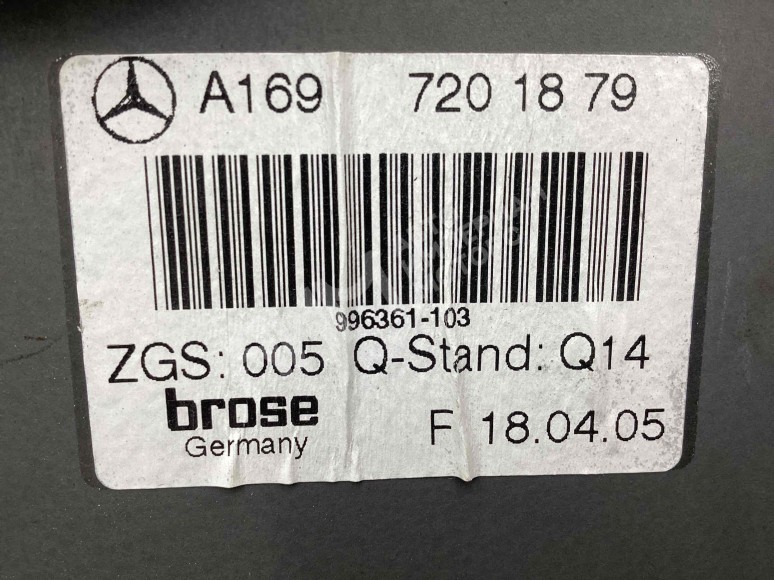 A169 720 18 79
996361-103
ZGS: 005 Q-Stand: Q14
brose
Germany
F 18.04.05